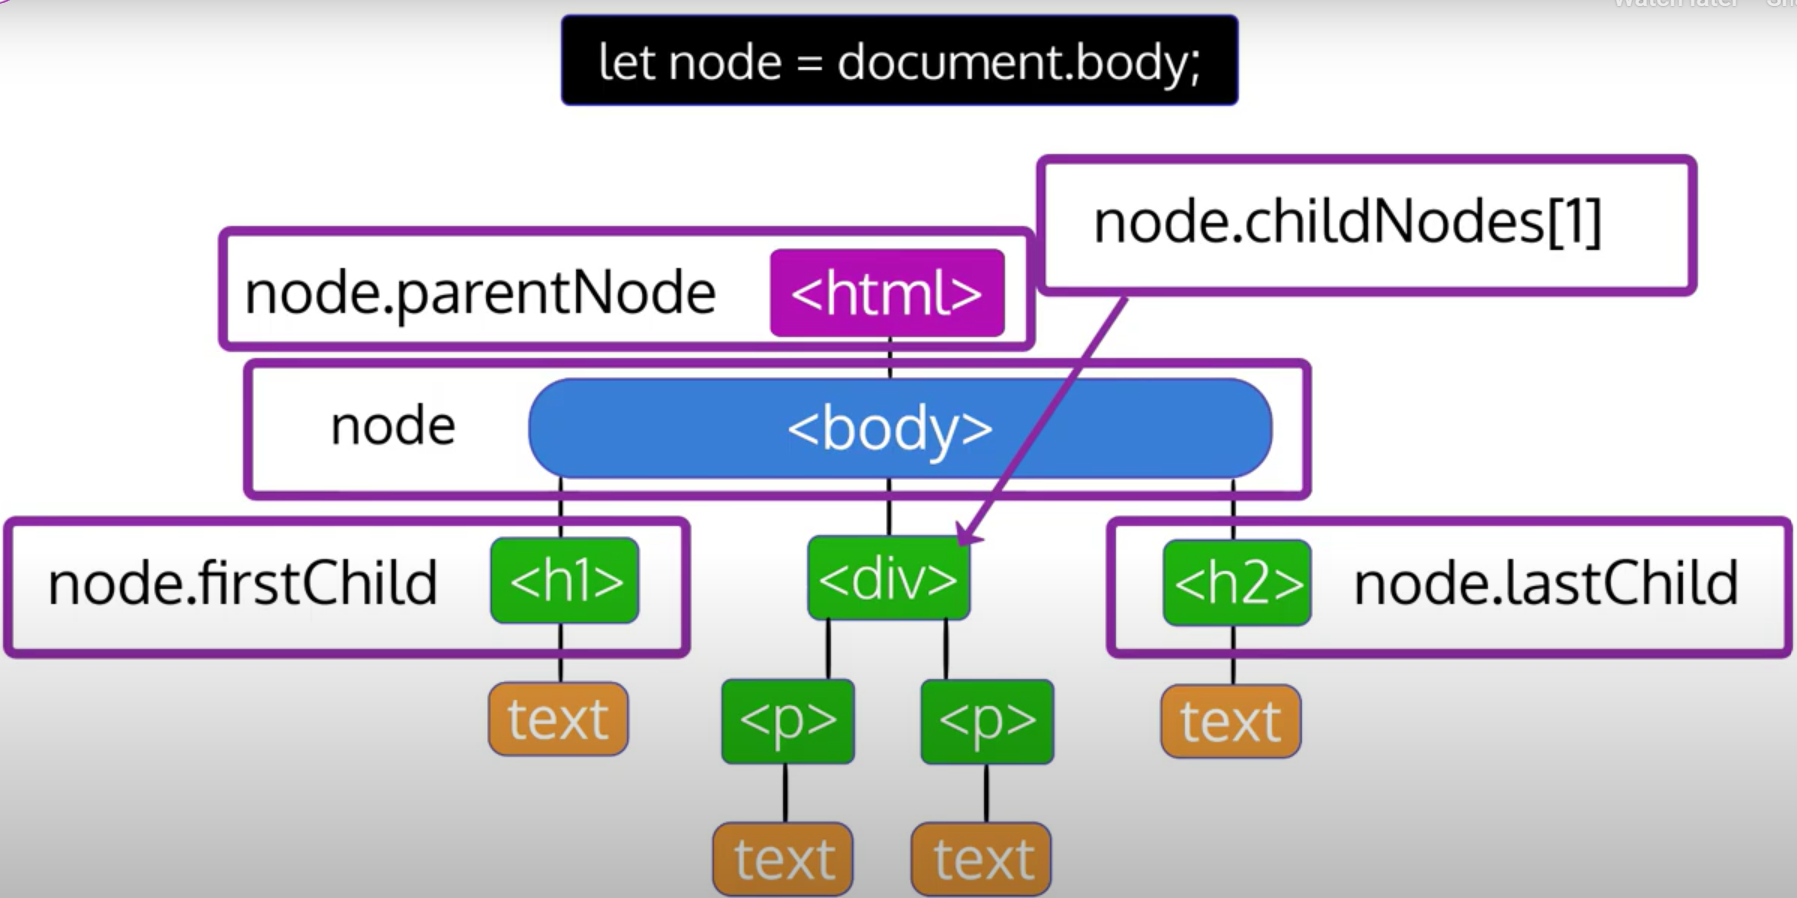 let node = document.body;
node.childNodes[1]
node.parentNode <html>
node <body>
node.firstChild <h1> <div> <h2> node.lastChild
text <p> <p> text
text text